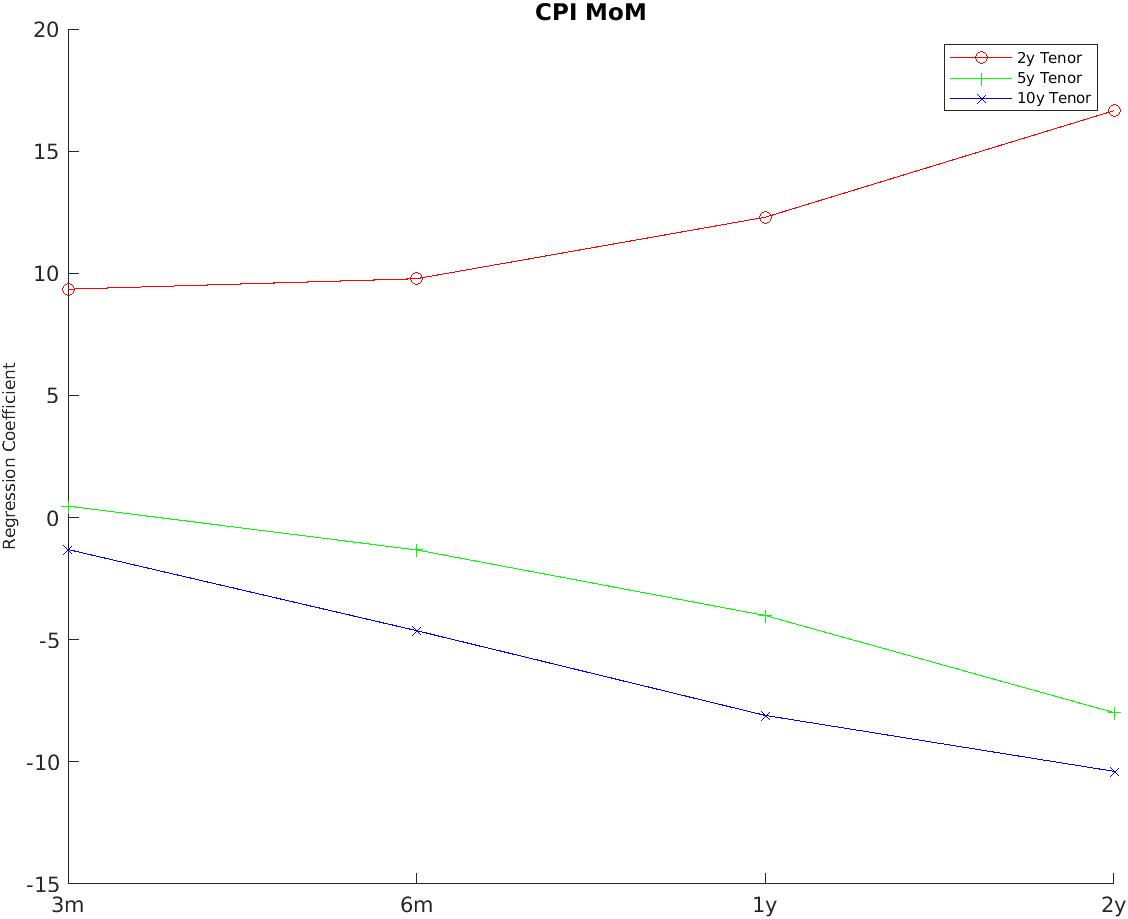 CPI MoM
20
15
10
5
0
-5
-10
-15
Regression Coefficient
2y Tenor
5y Tenor
10y Tenor
3m
6m
1y
2y